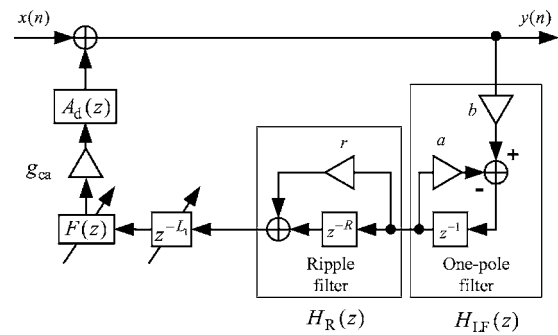 x(n)
y(n)
A_d(z)
b
r
a
+
-
g_ca
F(z)
z^{-L_1}
z^{-R}
z^{-1}
Ripple
filter
One-pole
filter
H_R(z)
H_LF(z)